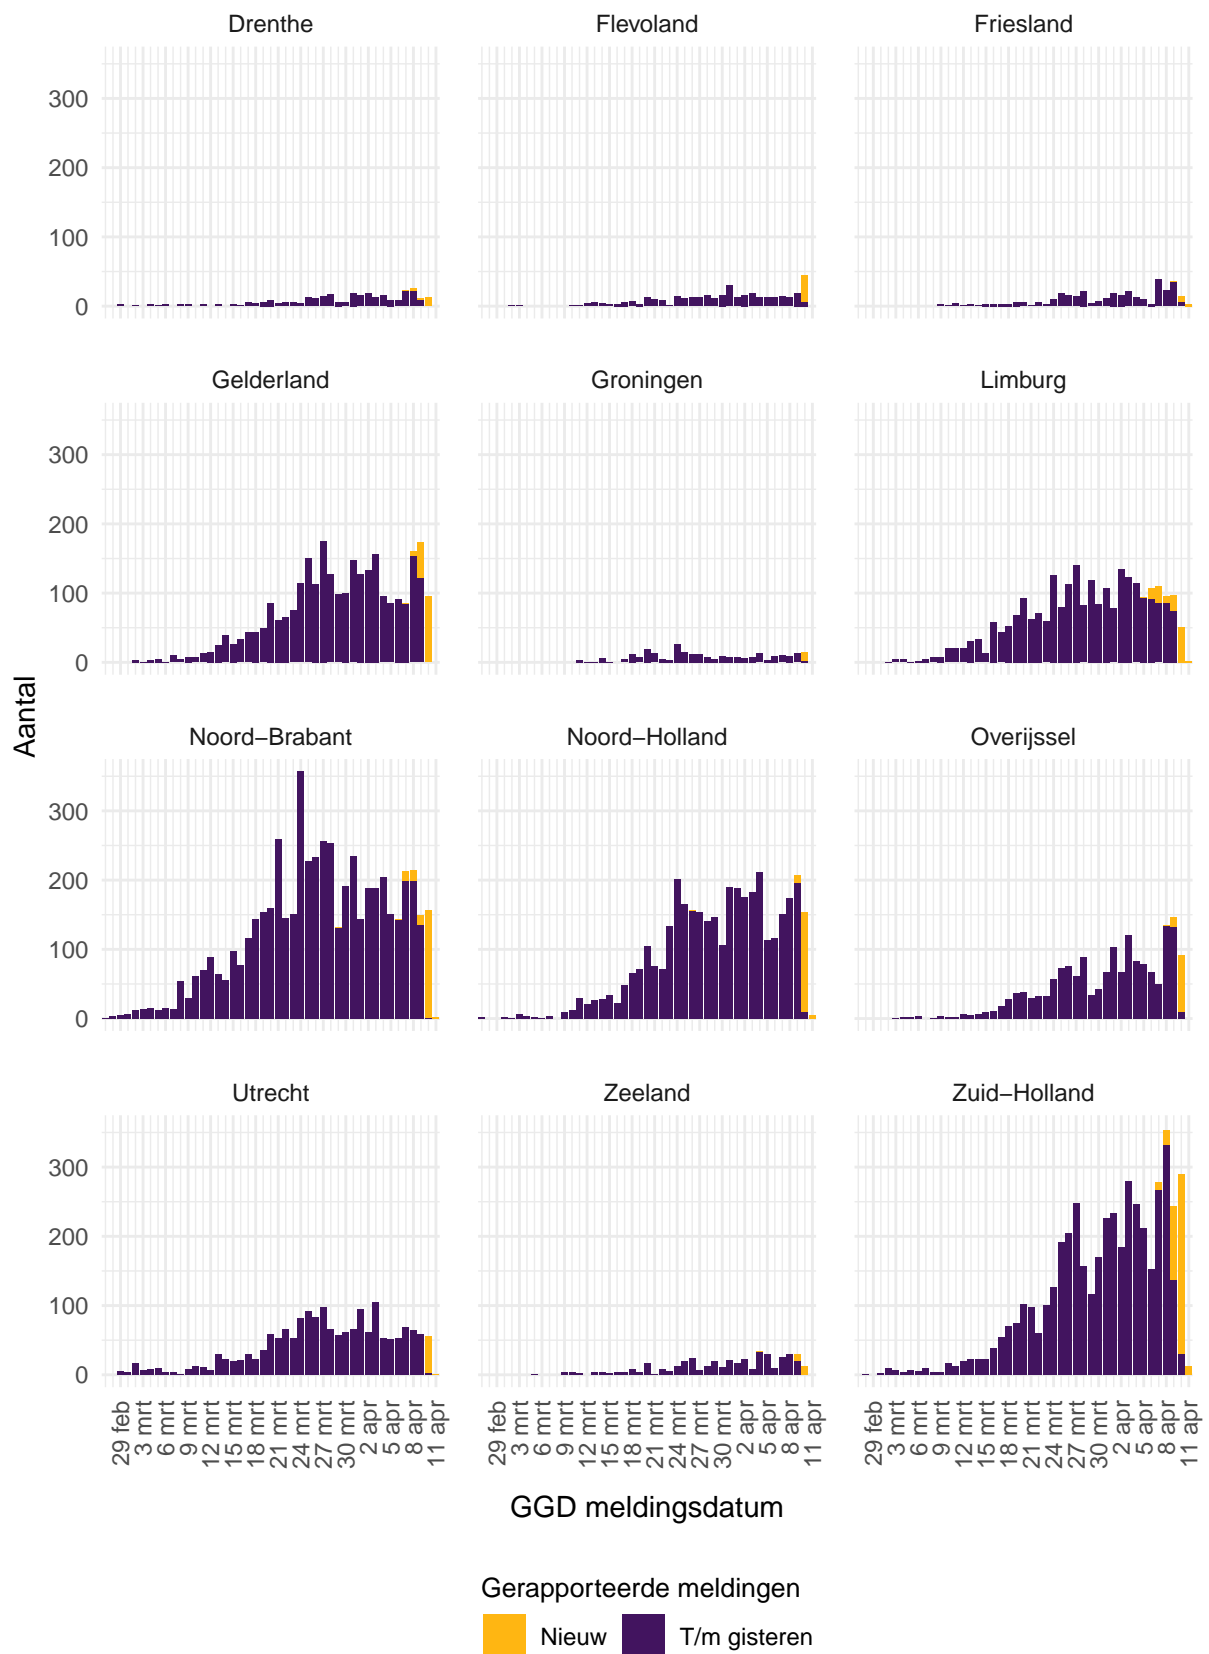 Drenthe Flevoland Friesland
300
200
100
0
Gelderland Groningen Limburg
300
200
100
0
Aantal
Noord−Brabant Noord−Holland Overijssel
300
200
100
0
Utrecht Zeeland Zuid−Holland
300
200
100
0
29 feb 3 mrt 6 mrt 9 mrt 12 mrt 15 mrt 18 mrt 21 mrt 24 mrt 27 mrt 30 mrt 2 apr 5 apr 8 apr 11 apr 29 feb 3 mrt 6 mrt 9 mrt 12 mrt 15 mrt 18 mrt 21 mrt 24 mrt 27 mrt 30 mrt 2 apr 5 apr 8 apr 11 apr 29 feb 3 mrt 6 mrt 9 mrt 12 mrt 15 mrt 18 mrt 21 mrt 24 mrt 27 mrt 30 mrt 2 apr 5 apr 8 apr 11 apr
GGD meldingsdatum
Gerapporteerde meldingen
Nieuw T/m gisteren